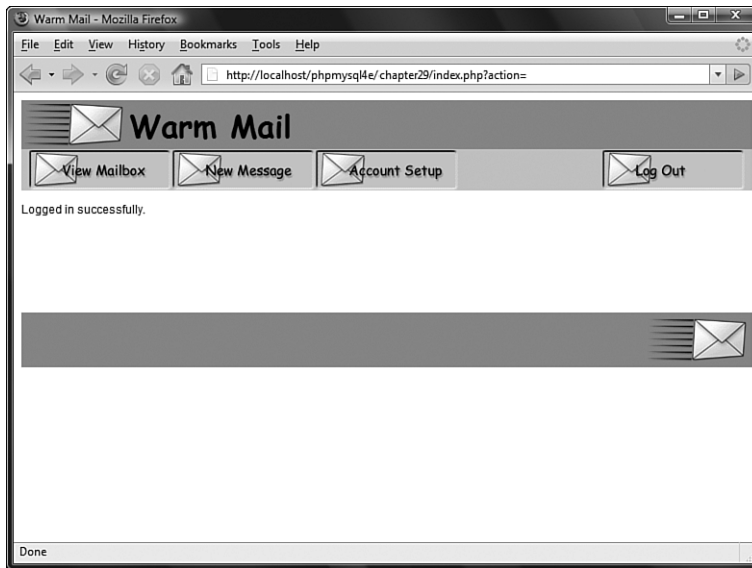 Warm Mail - Mozilla Firefox
File Edit View History Bookmarks Tools Help
http://localhost/phpmysql4e/chapter29/index.php?action=
Warm Mail
View Mailbox New Message Account Setup Log Out
Logged in successfully.
Done